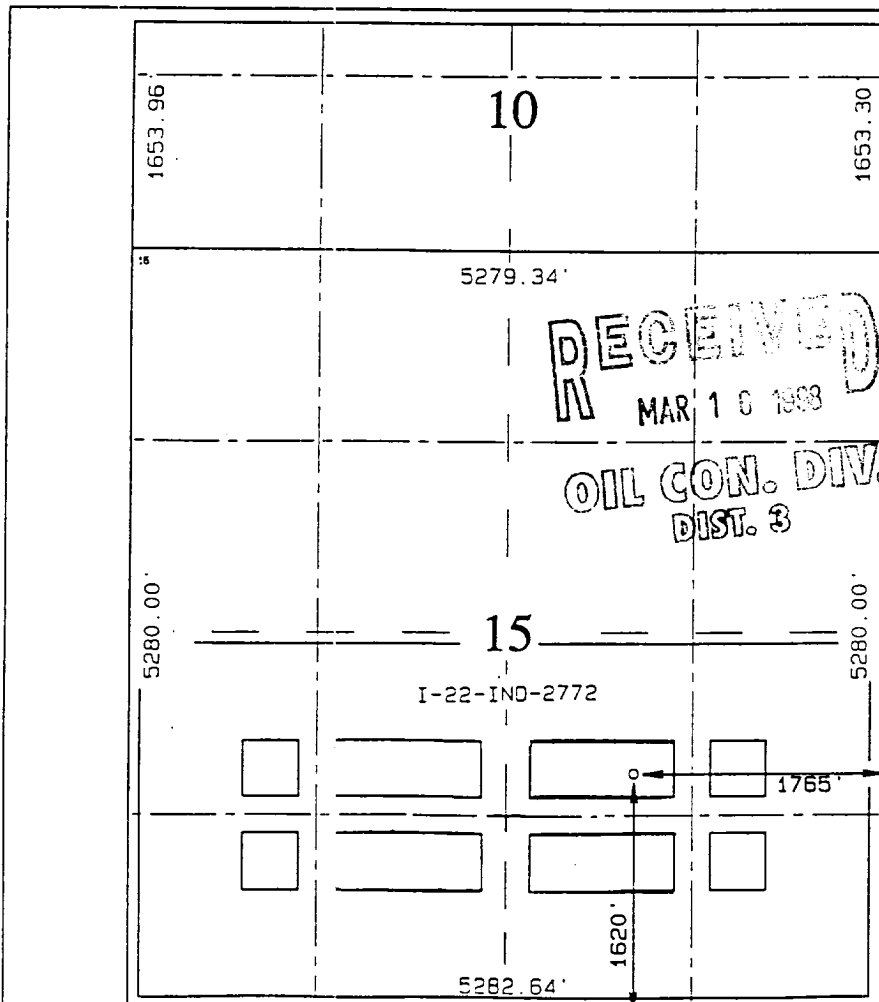 1653.96'
10
1653.30'
5279.34'
RECEIVED
MAR 1 6 1998
OIL CON. DIV.
DIST. 3
5280.00'
15
5280.00'
I-22-IND-2772
1765'
1620'
5282.64'